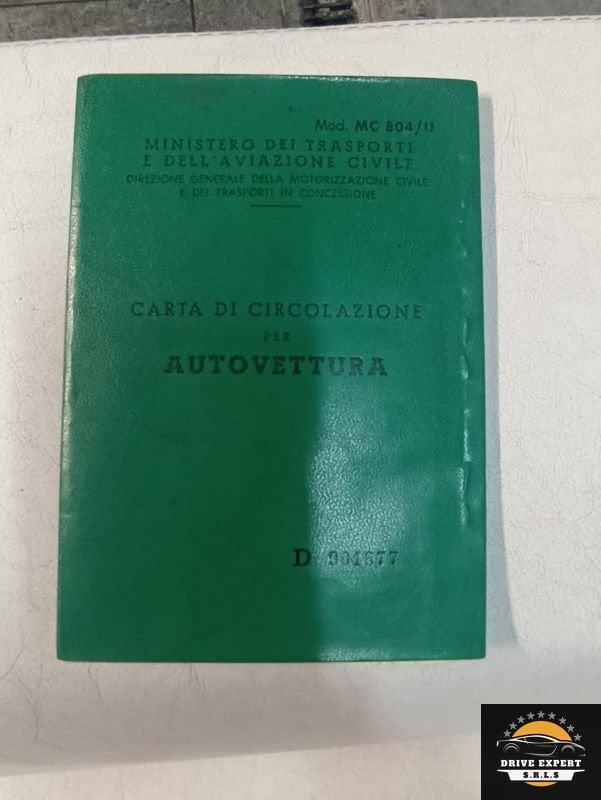 Mod. MC 804/U
MINISTERO DEI TRASPORTI
E DELL'AVIAZIONE CIVILE
DIREZIONE GENERALE DELLA MOTORIZZAZIONE CIVILE
E DEI TRASPORTI IN CONCESSIONE
CARTA DI CIRCOLAZIONE
PER
AUTOVETTURA
D 901677
DRIVE EXPERT
S.R.L.S